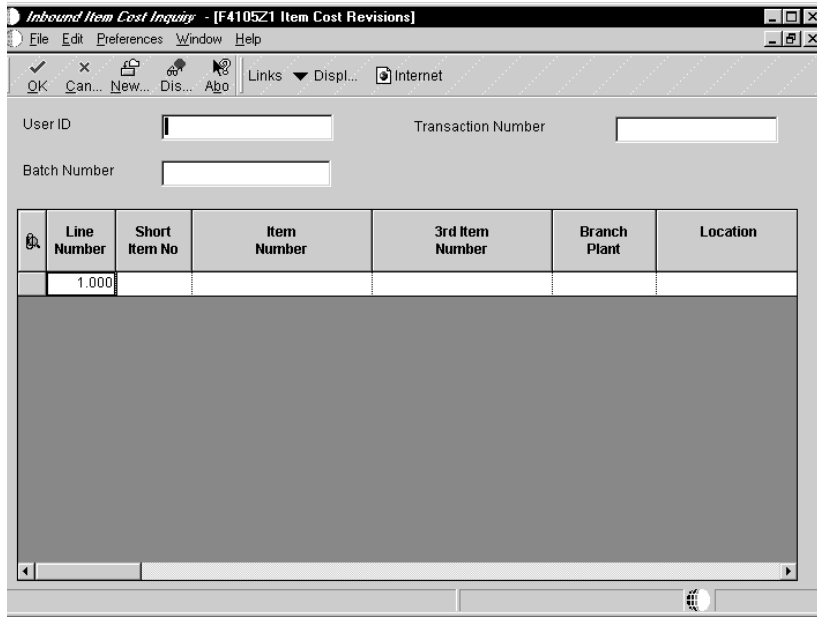 Inbound Item Cost Inquiry - [F4105Z1 Item Cost Revisions]
File Edit Preferences Window Help
OK Can... New... Dis... Abo Links Displ... Internet
User ID Transaction Number
Batch Number
Line Number Short Item No Item Number 3rd Item Number Branch Plant Location
1.000